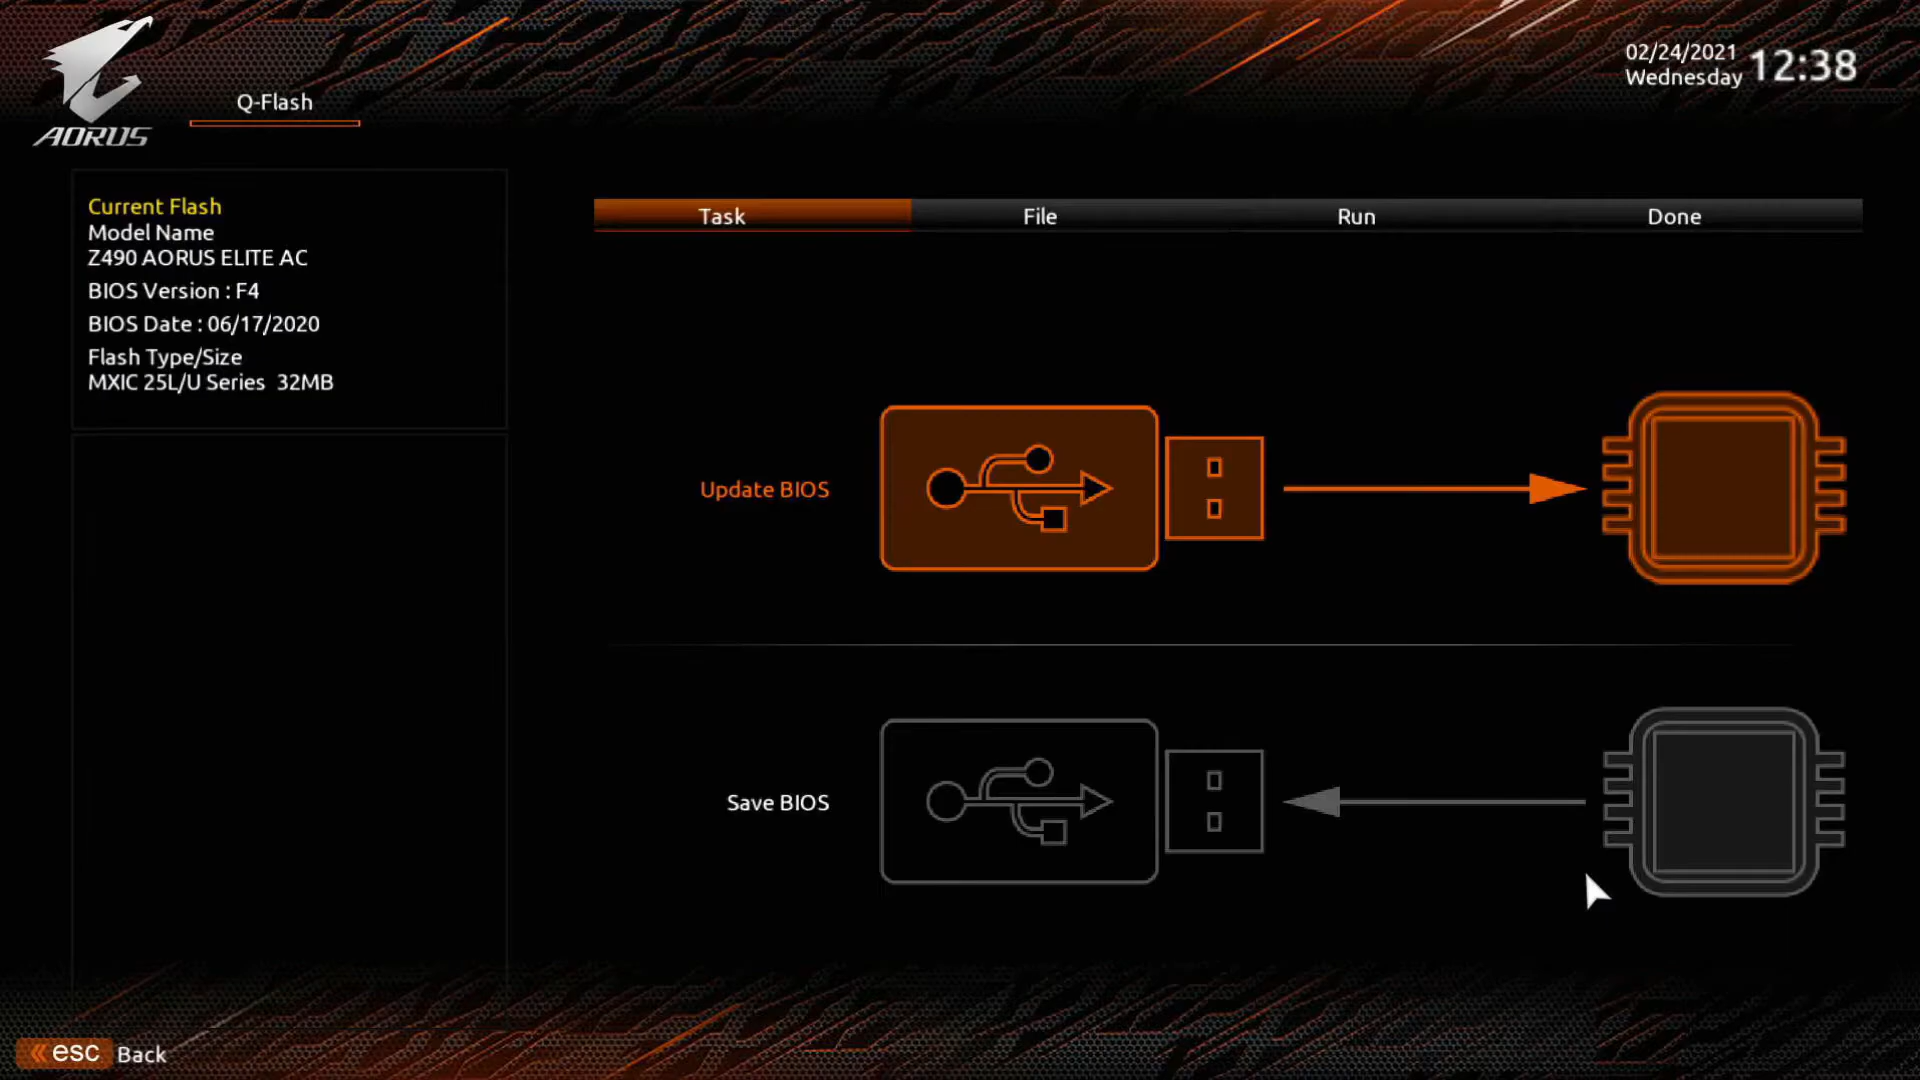 AORUS
Q-Flash
02/24/2021
Wednesday
12:38
Current Flash
Model Name
Z490 AORUS ELITE AC
BIOS Version : F4
BIOS Date : 06/17/2020
Flash Type/Size
MXIC 25L/U Series  32MB
Task File Run Done
Update BIOS
Save BIOS
esc Back